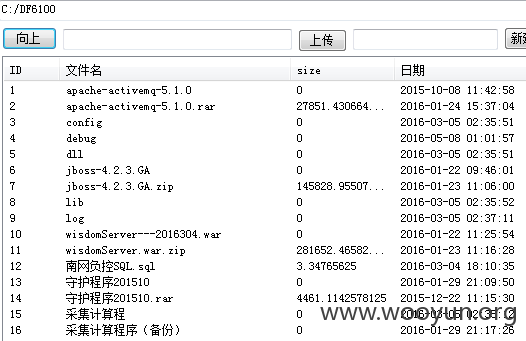 C:/DF6100
向上 上传 新建
ID 文件名 size 日期
1 apache-activemq-5.1.0 0 2015-10-08 11:42:58
2 apache-activemq-5.1.0.rar 27851.430664... 2016-01-24 15:37:04
3 config 0 2016-03-05 02:35:51
4 debug 0 2016-05-08 01:01:57
5 dll 0 2016-03-05 02:35:51
6 jboss-4.2.3.GA 0 2016-01-22 09:46:01
7 jboss-4.2.3.GA.zip 145828.95507... 2016-01-23 11:06:00
8 lib 0 2016-03-05 02:35:52
9 log 0 2016-03-05 02:37:11
10 wisdomServer---2016304.war 0 2016-01-22 11:25:54
11 wisdomServer.war.zip 281652.46582... 2016-01-23 11:16:28
12 南网负控SQL.sql 3.34765625 2016-03-04 18:10:35
13 守护程序201510 0 2016-01-29 21:09:50
14 守护程序201510.rar 4461.1142578125 2015-12-22 11:15:30
15 采集计算程 0 2016-03-05 02:35:12
16 采集计算程序（备份） 0 2016-01-29 21:17:26
www.wooyun.org